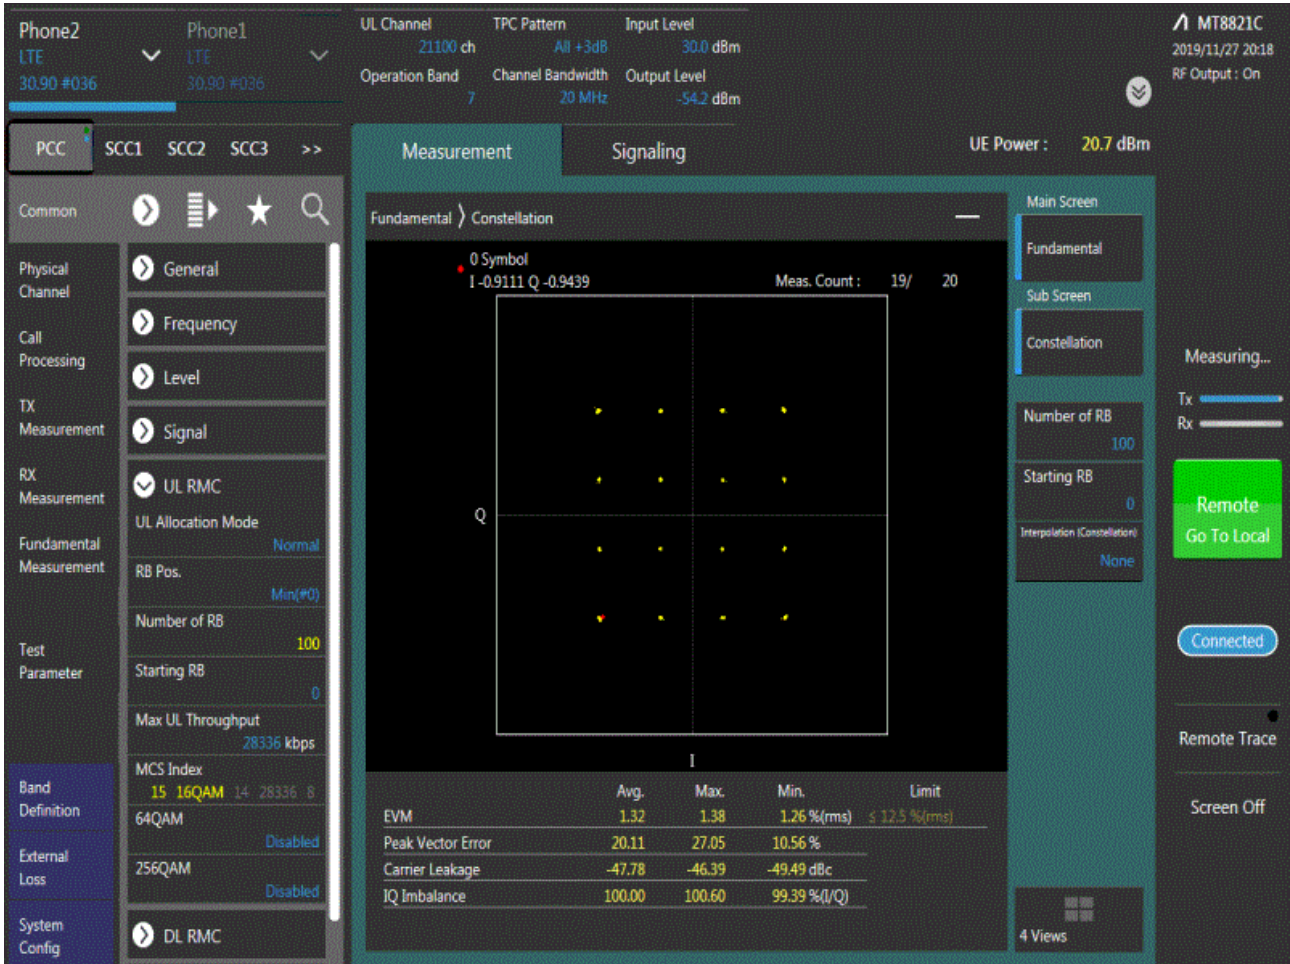 Phone2
LTE
30.90 #036
Phone1
LTE
30.90 #036
UL Channel
21100 ch
TPC Pattern
All +3dB
Input Level
30.0 dBm
Operation Band
7
Channel Bandwidth
20 MHz
Output Level
-54.2 dBm
MT8821C
2019/11/27 20:18
RF Output : On
PCC SCC1 SCC2 SCC3 >>
Measurement
Signaling
UE Power : 20.7 dBm
Common
Physical
Channel
Call
Processing
TX
Measurement
RX
Measurement
Fundamental
Measurement
Test
Parameter
Band
Definition
External
Loss
System
Config
General
Frequency
Level
Signal
UL RMC
UL Allocation Mode
Normal
RB Pos.
Min(#0)
Number of RB
100
Starting RB
0
Max UL Throughput
28336 kbps
MCS Index
15 16QAM 14 28336 8
64QAM
Disabled
256QAM
Disabled
DL RMC
Fundamental Constellation
0 Symbol
I -0.9111 Q -0.9439
Meas. Count : 19/ 20
Q
I
Avg. Max. Min. Limit
EVM 1.32 1.38 1.26 %(rms) ≤ 12.5 %(rms)
Peak Vector Error 20.11 27.05 10.56 %
Carrier Leakage -47.78 -46.39 -49.49 dBc
IQ Imbalance 100.00 100.60 99.39 %(I/Q)
Main Screen
Fundamental
Sub Screen
Constellation
Number of RB
100
Starting RB
0
Interpolation (Constellation)
None
4 Views
Measuring...
Tx
Rx
Remote
Go To Local
Connected
Remote Trace
Screen Off